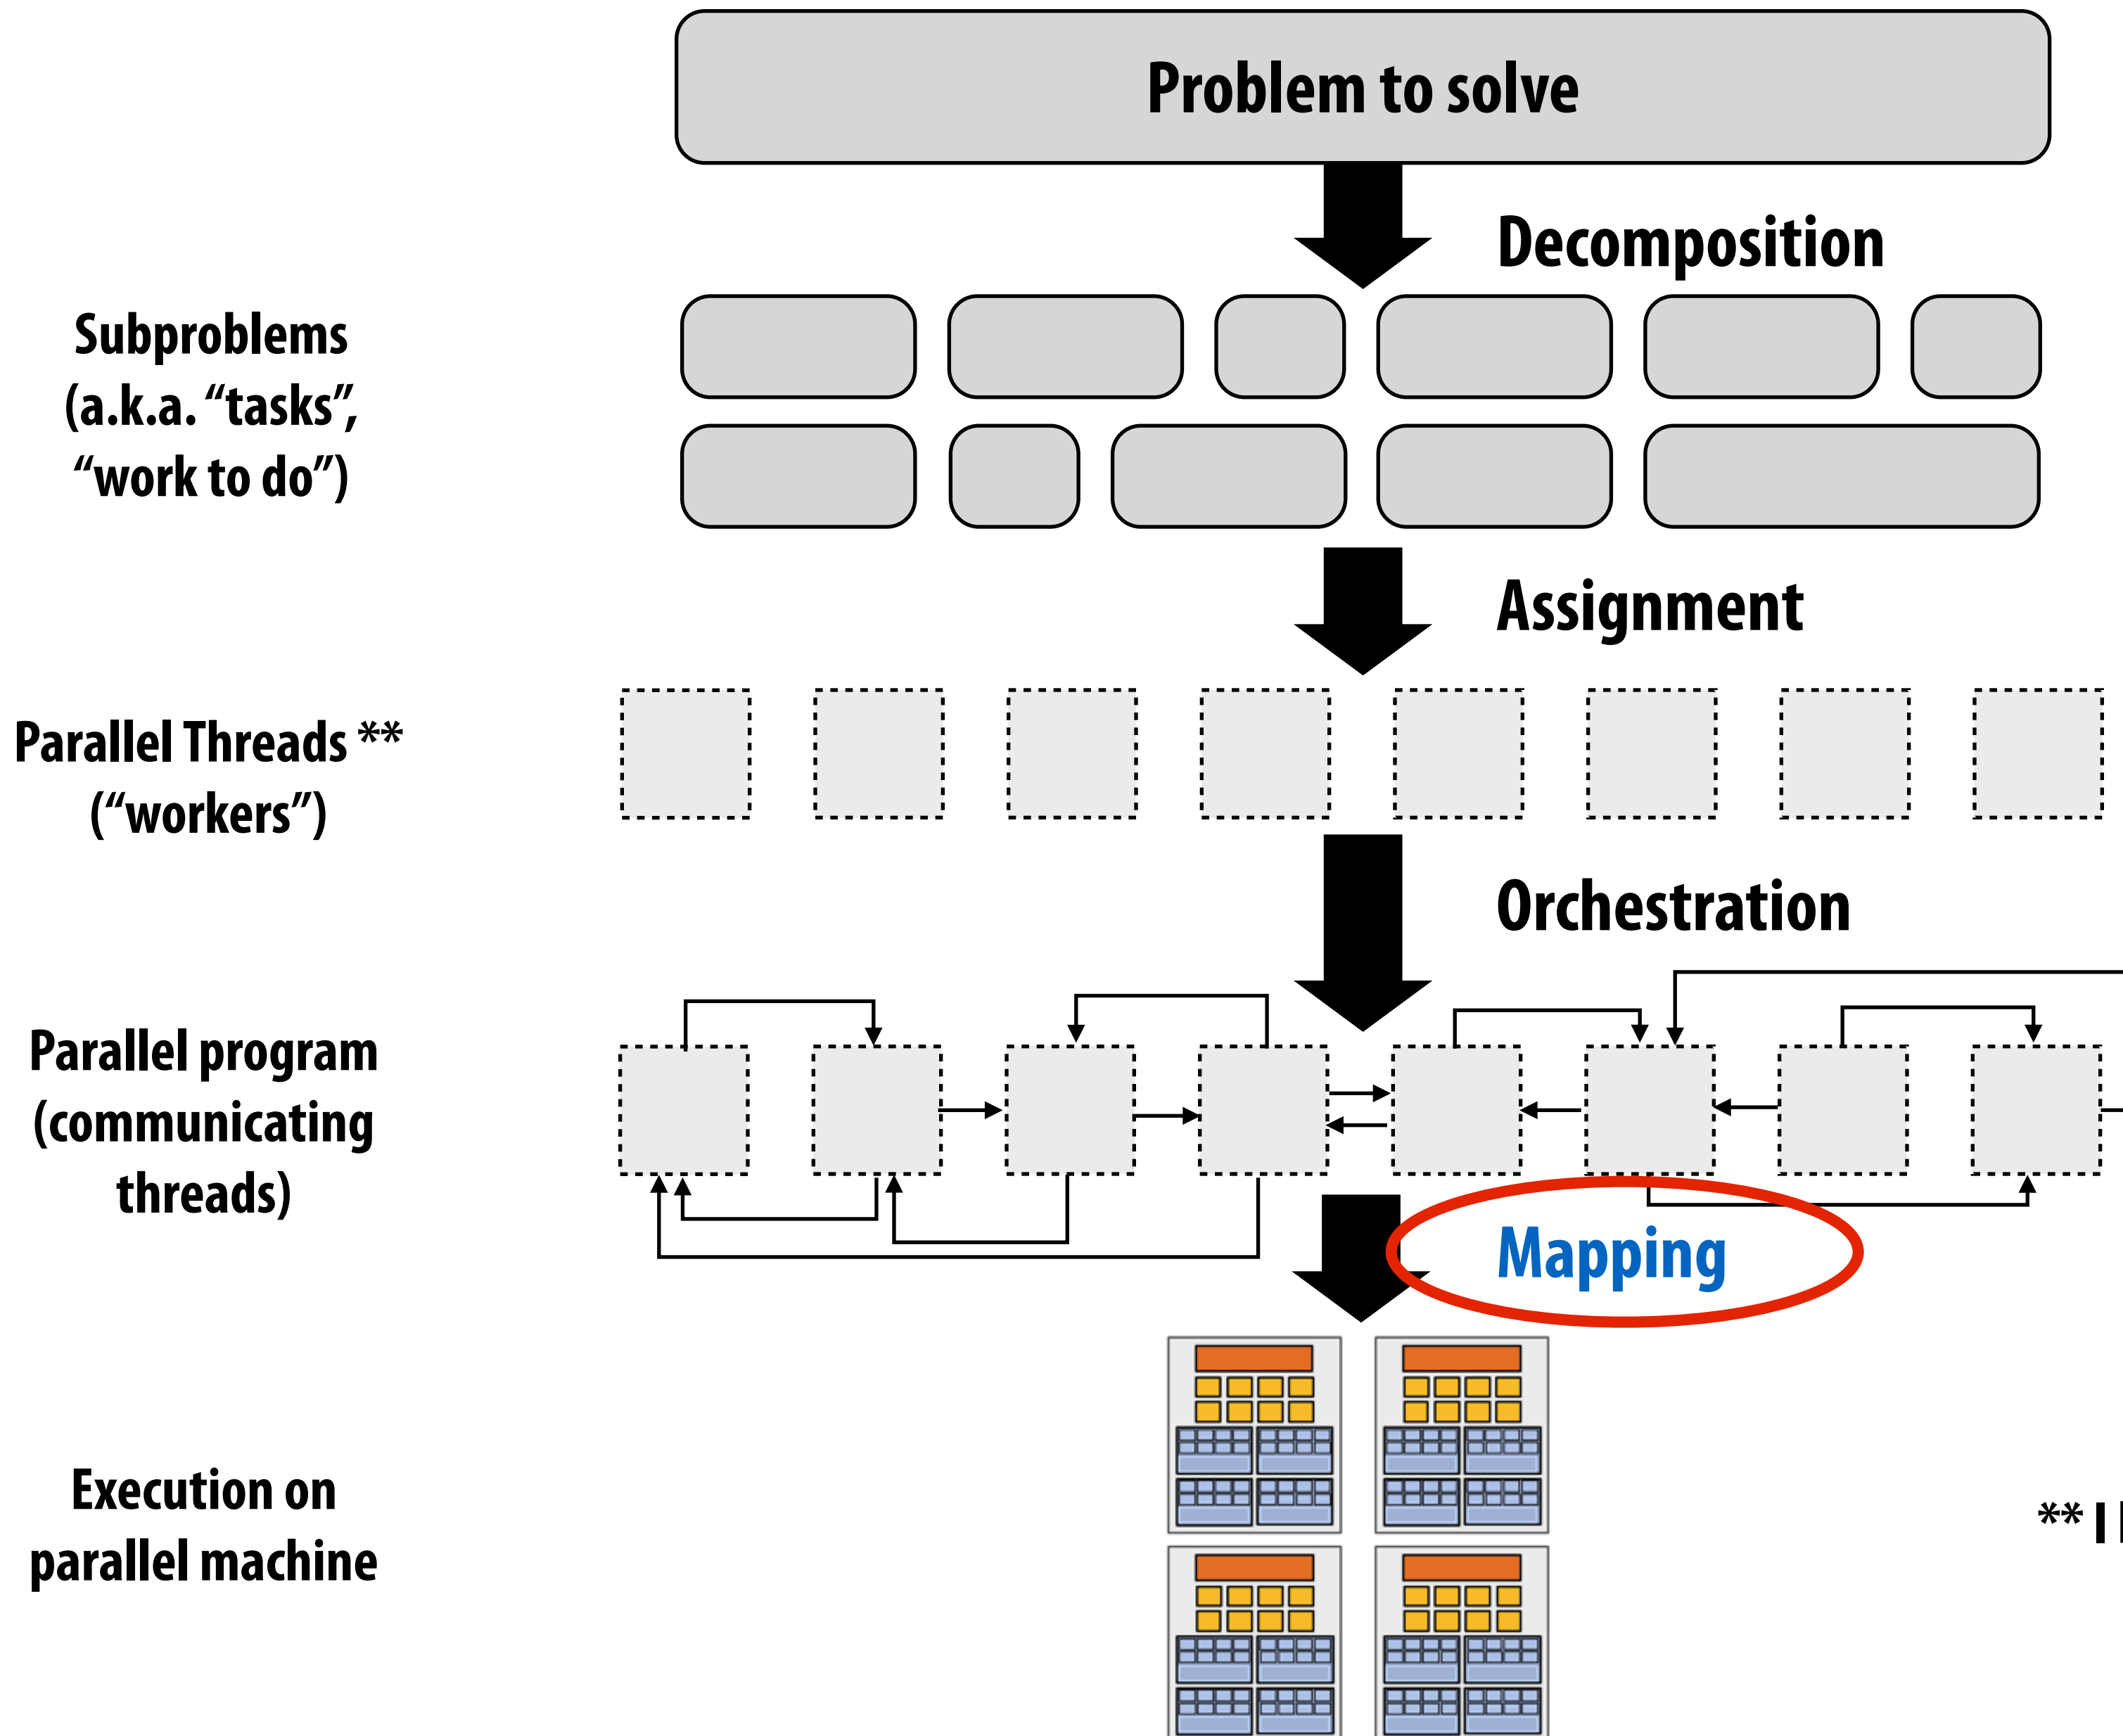 Problem to solve
Decomposition
Subproblems
(a.k.a. “tasks”,
“work to do”)
Assignment
Parallel Threads **
(“workers”)
Orchestration
Parallel program
(communicating
threads)
Mapping
Execution on
parallel machine
** I